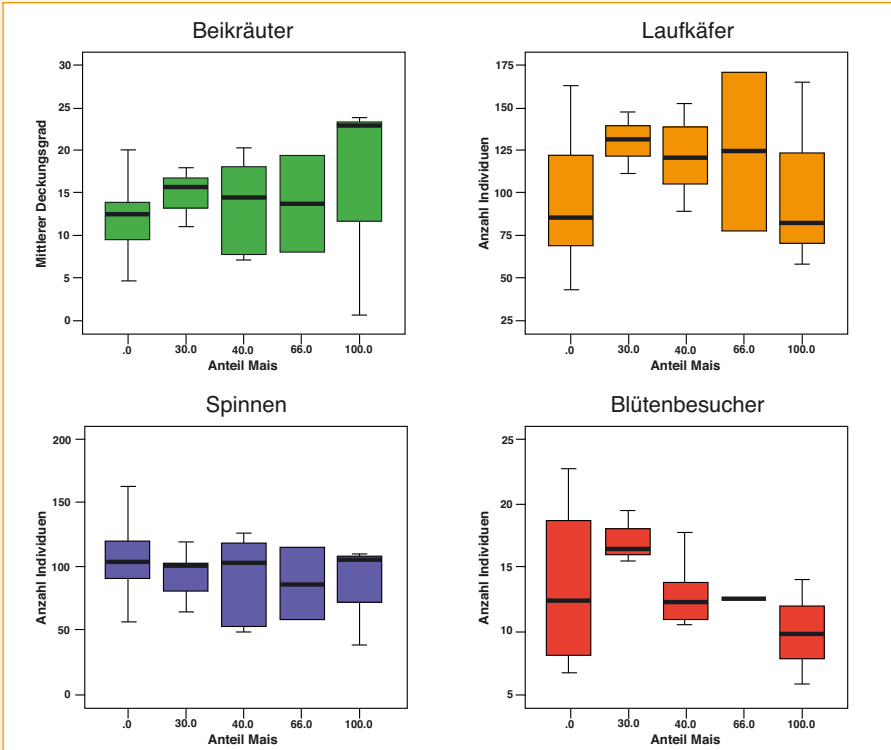 Beikräuter
Mittlerer Deckungsgrad
30
25
20
15
10
5
0
.0 30.0 40.0 66.0 100.0
Anteil Mais
Laufkäfer
Anzahl Individuen
175
150
125
100
75
50
25
.0 30.0 40.0 66.0 100.0
Anteil Mais
Spinnen
Anzahl Individuen
200
150
100
50
0
.0 30.0 40.0 66.0 100.0
Anteil Mais
Blütenbesucher
Anzahl Individuen
25
20
15
10
5
.0 30.0 40.0 66.0 100.0
Anteil Mais